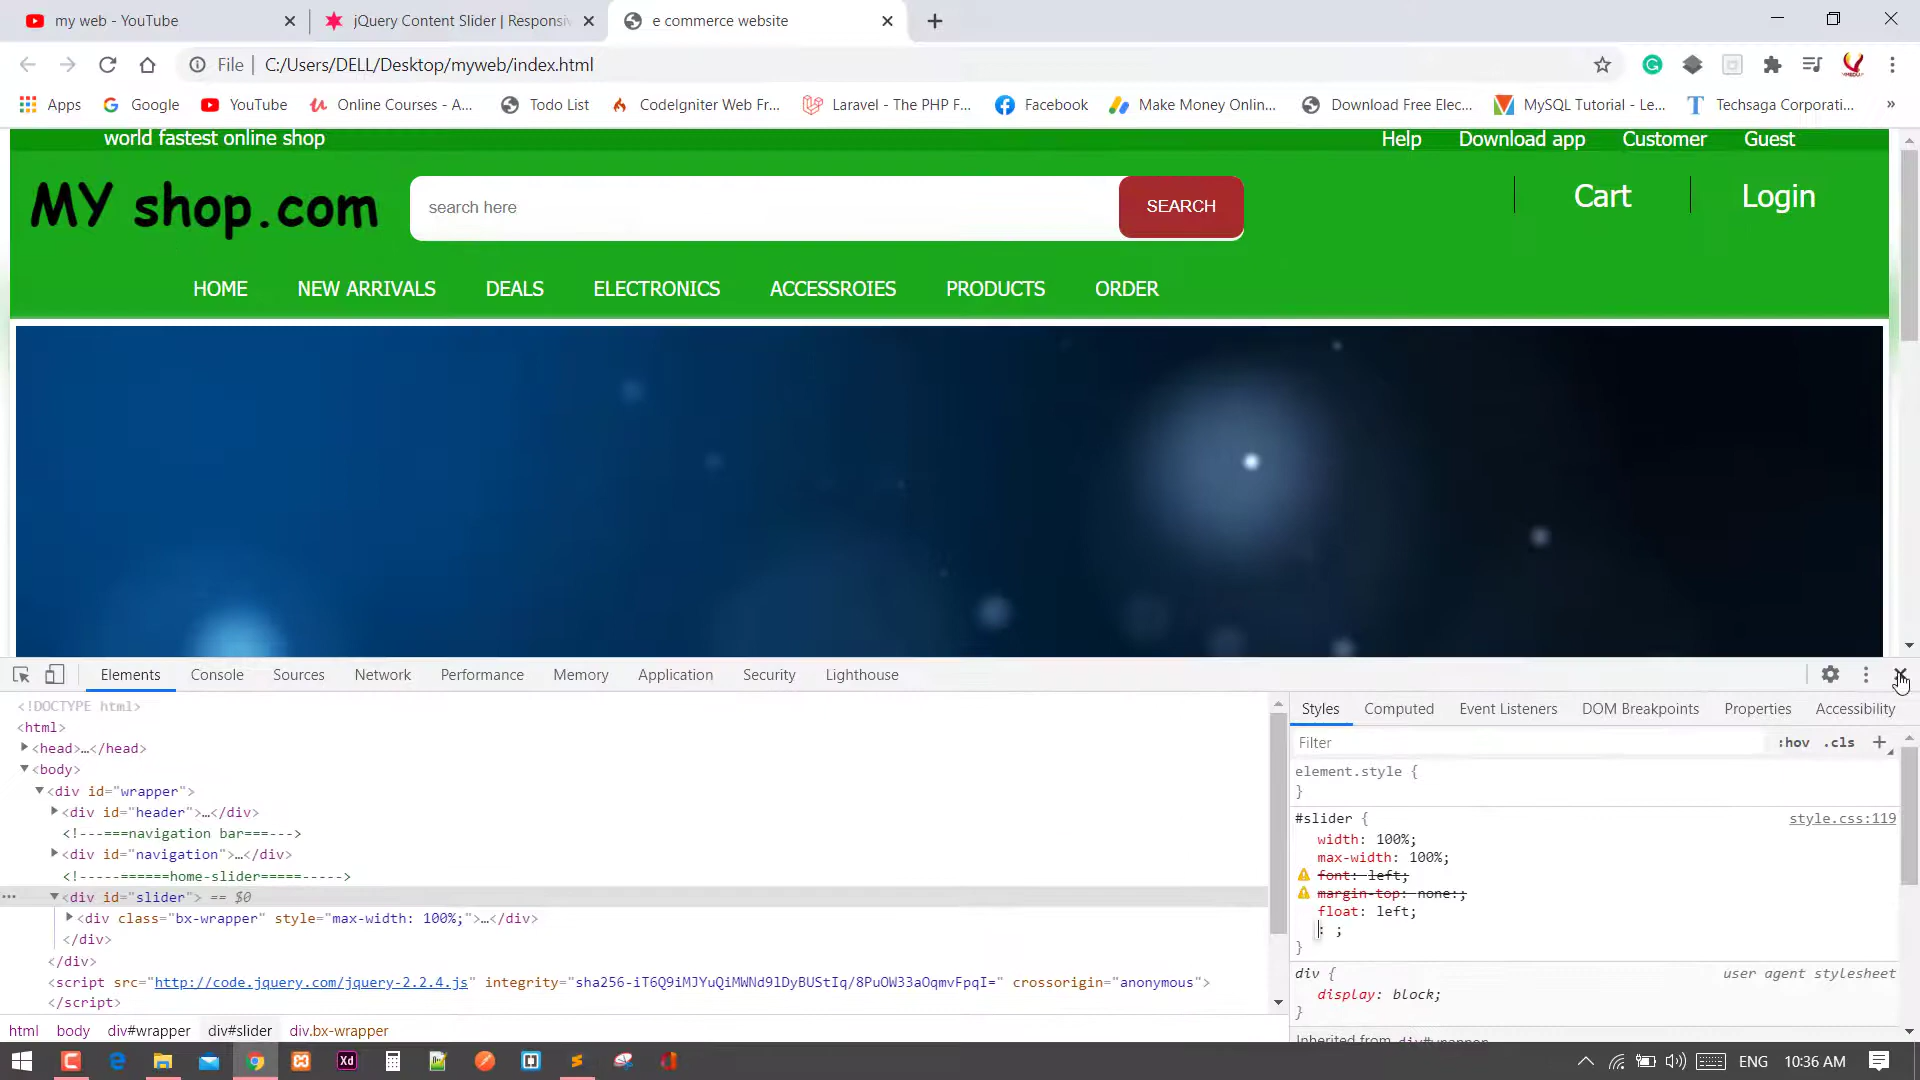 my web - YouTube
jQuery Content Slider | Responsiv
e commerce website
File
C:/Users/DELL/Desktop/myweb/index.html
Apps
Google
YouTube
Online Courses - A...
Todo List
CodeIgniter Web Fr...
Laravel - The PHP F...
Facebook
Make Money Onlin...
Download Free Elec...
MySQL Tutorial - Le...
Techsaga Corporati...
»
world fastest online shop
Help
Download app
Customer
Guest
MY shop.com
search here
SEARCH
Cart
Login
HOME
NEW ARRIVALS
DEALS
ELECTRONICS
ACCESSROIES
PRODUCTS
ORDER
Elements
Console
Sources
Network
Performance
Memory
Application
Security
Lighthouse
<!DOCTYPE html>
<html>
<head>…</head>
<body>
<div id="wrapper">
<div id="header">…</div>
<!---===navigation bar===--->
<div id="navigation">…</div>
<!----======home-slider=====----->
<div id="slider"> == $0
<div class="bx-wrapper" style="max-width: 100%;">…</div>
</div>
</div>
<script src="http://code.jquery.com/jquery-2.2.4.js" integrity="sha256-iT6Q9iMJYuQiMWNd9lDyBUStIq/8PuOW33aOqmvFpqI=" crossorigin="anonymous">
</script>
html
body
div#wrapper
div#slider
div.bx-wrapper
Styles
Computed
Event Listeners
DOM Breakpoints
Properties
Accessibility
Filter
:hov
.cls
element.style {
}
#slider {
style.css:119
width: 100%;
max-width: 100%;
font: left;
margin-top: none:;
float: left;
: ;
}
div {
user agent stylesheet
display: block;
}
Inherited from div#wrapper
Xd
ENG
10:36 AM